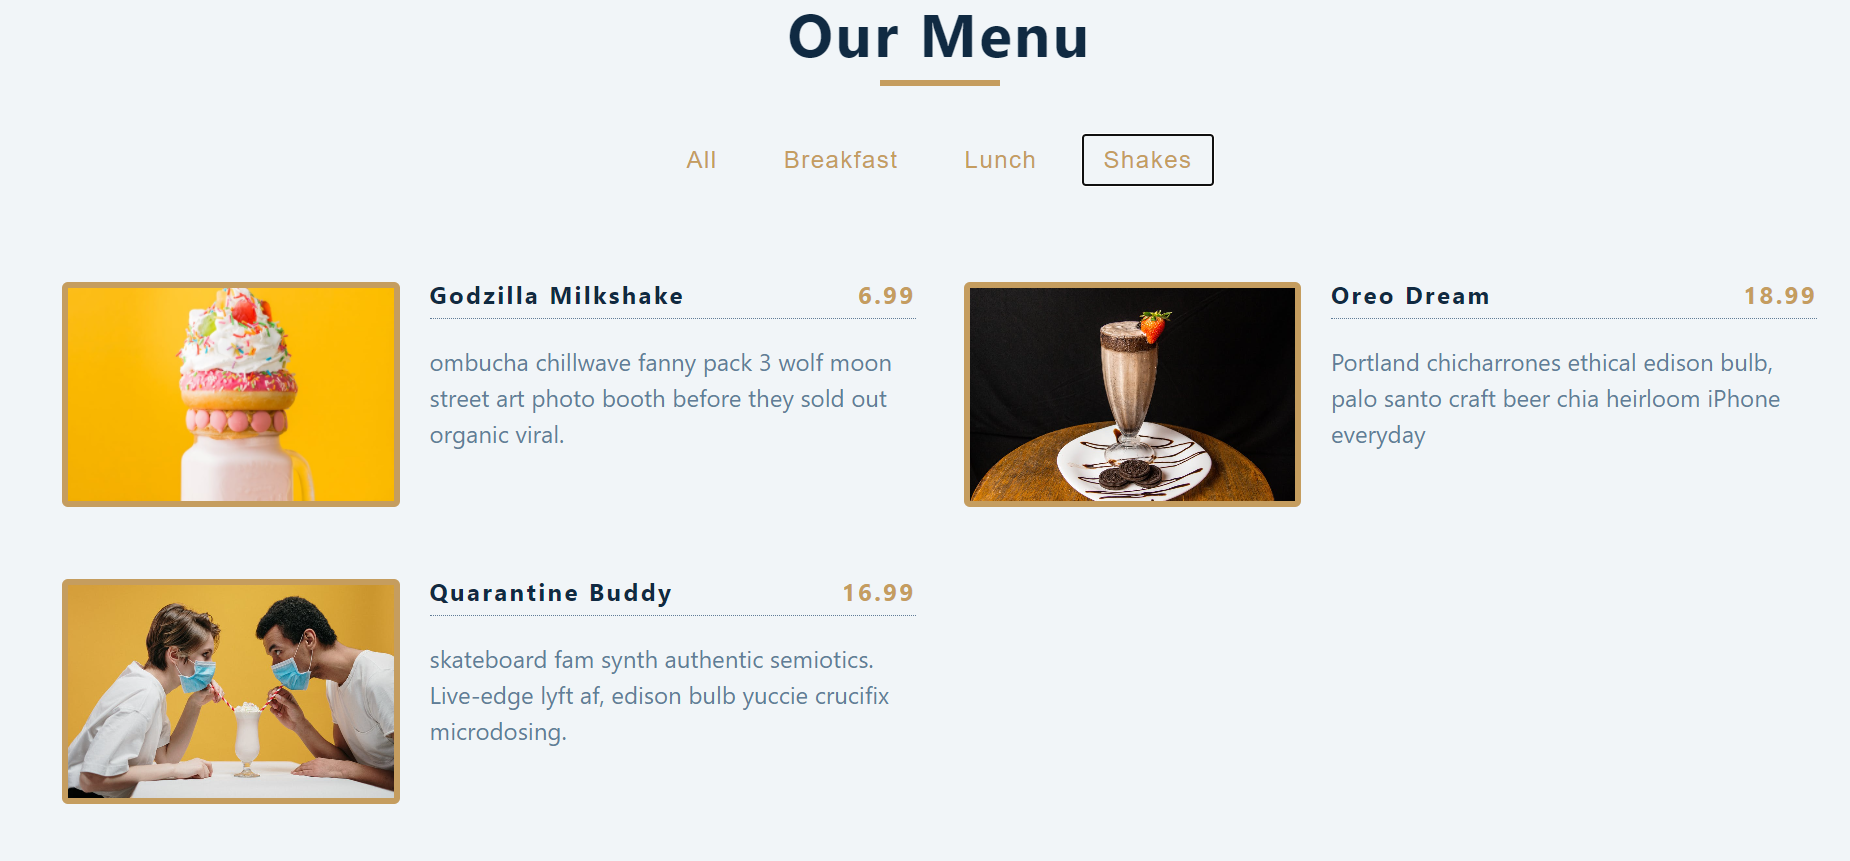 Our Menu
All Breakfast Lunch Shakes
Godzilla Milkshake 6.99
ombucha chillwave fanny pack 3 wolf moon
street art photo booth before they sold out
organic viral.
Oreo Dream 18.99
Portland chicharrones ethical edison bulb,
palo santo craft beer chia heirloom iPhone
everyday
Quarantine Buddy 16.99
skateboard fam synth authentic semiotics.
Live-edge lyft af, edison bulb yuccie crucifix
microdosing.